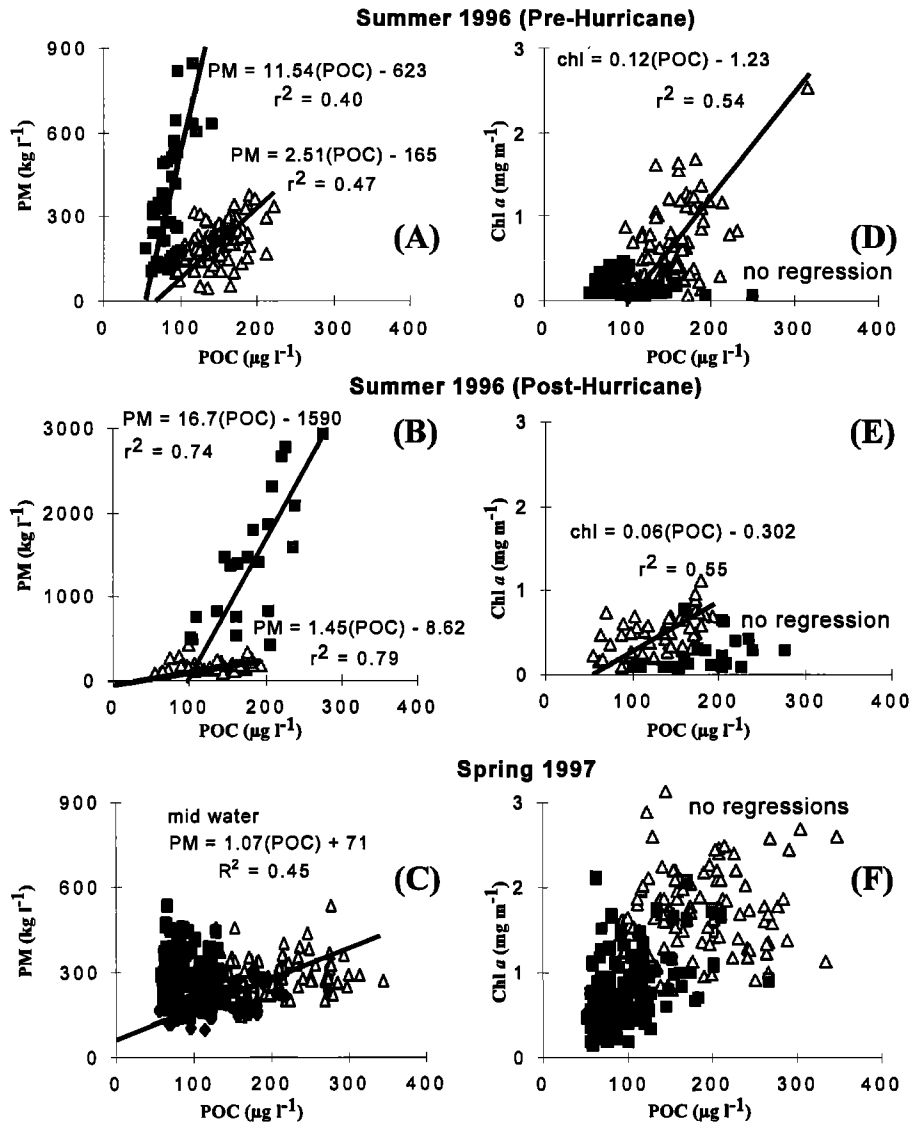 Summer 1996 (Pre-Hurricane)
900
600
300
0
PM (kg l⁻¹)
PM = 11.54(POC) - 623
r² = 0.40
PM = 2.51(POC) - 165
r² = 0.47
(A)
0 100 200 300 400
POC (µg l⁻¹)
3
2
1
0
Chl a (mg m⁻¹)
chl = 0.12(POC) - 1.23
r² = 0.54
(D)
no regression
0 100 200 300 400
POC (µg l⁻¹)
Summer 1996 (Post-Hurricane)
PM = 16.7(POC) - 1590
r² = 0.74
(B)
3000
2000
1000
0
PM (kg l⁻¹)
PM = 1.45(POC) - 8.62
r² = 0.79
0 100 200 300 400
POC (µg l⁻¹)
3
2
1
0
Chl a (mg m⁻¹)
(E)
chl = 0.06(POC) - 0.302
r² = 0.55
no regression
0 100 200 300 400
POC (µg l⁻¹)
Spring 1997
900
600
300
0
PM (kg l⁻¹)
mid water
PM = 1.07(POC) + 71
R² = 0.45
(C)
0 100 200 300 400
POC (µg l⁻¹)
3
2
1
0
Chl a (mg m⁻¹)
no regressions
(F)
0 100 200 300 400
POC (µg l⁻¹)